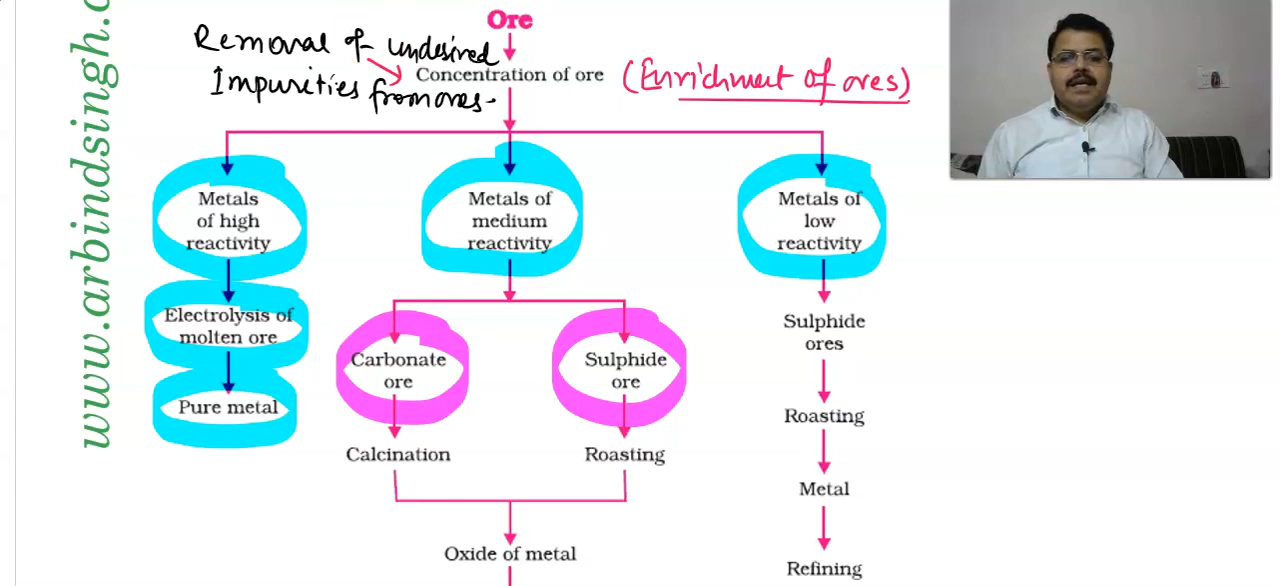 Ore
Removal of undesired
Impurities from ores.
Concentration of ore
(Enrichment of ores)
Metals
of high
reactivity
Metals of
medium
reactivity
Metals of
low
reactivity
Electrolysis of
molten ore
Pure metal
Carbonate
ore
Sulphide
ore
Sulphide
ores
Calcination
Roasting
Roasting
Metal
Oxide of metal
Refining
www.arbindsingh.c